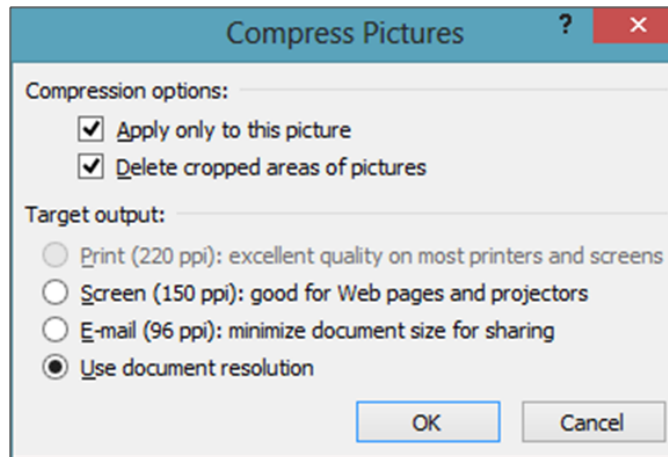 Compress Pictures ? ×
Compression options:
Apply only to this picture
Delete cropped areas of pictures
Target output:
Print (220 ppi): excellent quality on most printers and screens
Screen (150 ppi): good for Web pages and projectors
E-mail (96 ppi): minimize document size for sharing
Use document resolution
OK Cancel